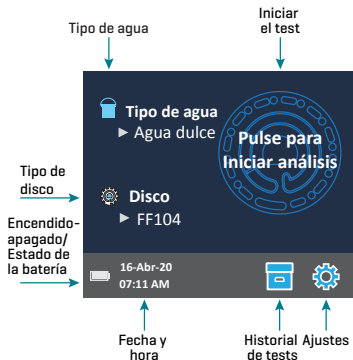 Tipo de agua
Iniciar
el test
Tipo de agua
▶ Agua dulce
Pulse para
Iniciar análisis
Tipo de
disco
Disco
▶ FF104
Encendido-
apagado/
Estado de
la batería
16-Abr-20
07:11 AM
Fecha y
hora
Historial
de tests
Ajustes